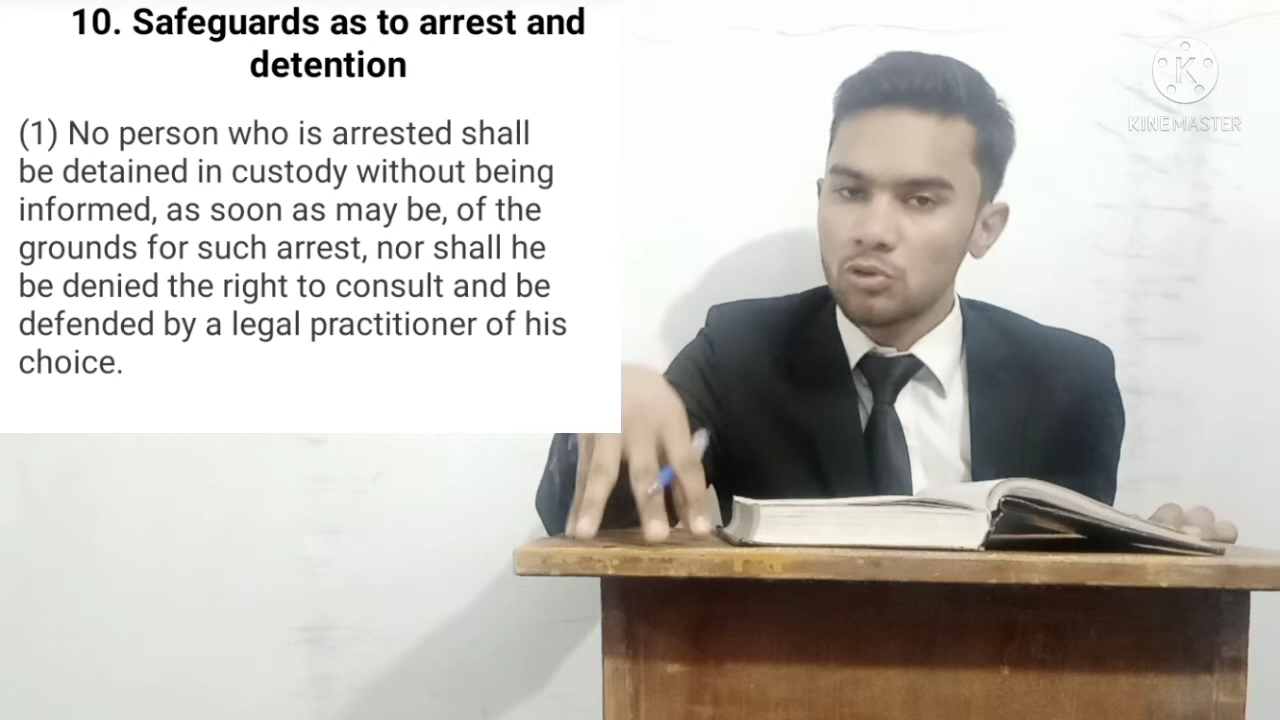 10. Safeguards as to arrest and
detention
(1) No person who is arrested shall
be detained in custody without being
informed, as soon as may be, of the
grounds for such arrest, nor shall he
be denied the right to consult and be
defended by a legal practitioner of his
choice.
K
KINEMASTER